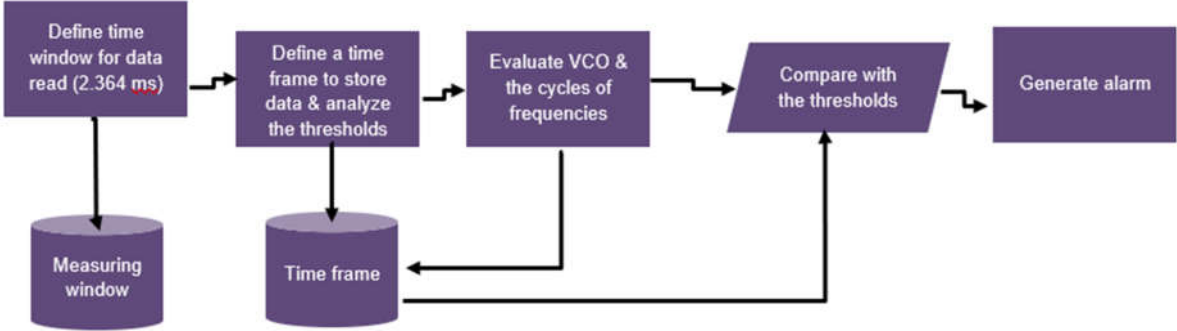 Define time
window for data
read (2.364 ms)
Define a time
frame to store
data & analyze
the thresholds
Evaluate VCO &
the cycles of
frequencies
Compare with
the thresholds
Generate alarm
Measuring
window
Time frame